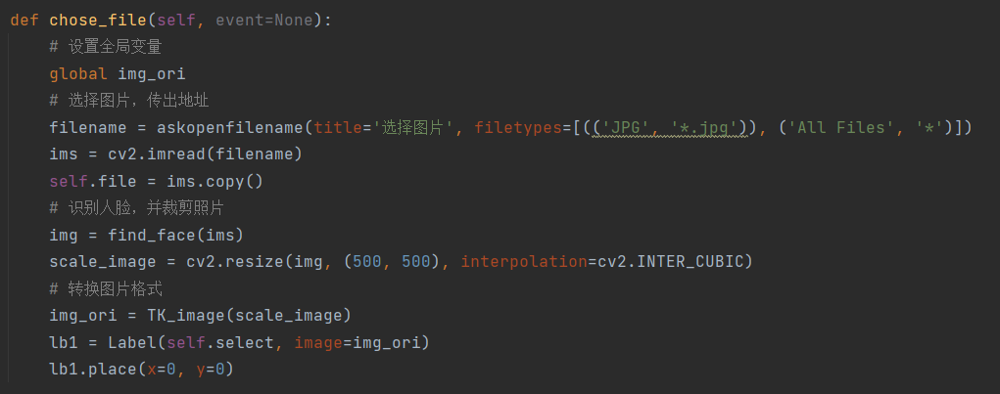 def chose_file(self, event=None):
    # 设置全局变量
    global img_ori
    # 选择图片，传出地址
    filename = askopenfilename(title='选择图片', filetypes=[(('JPG', '*.jpg')), ('All Files', '*')])
    ims = cv2.imread(filename)
    self.file = ims.copy()
    # 识别人脸，并裁剪照片
    img = find_face(ims)
    scale_image = cv2.resize(img, (500, 500), interpolation=cv2.INTER_CUBIC)
    # 转换图片格式
    img_ori = TK_image(scale_image)
    lb1 = Label(self.select, image=img_ori)
    lb1.place(x=0, y=0)